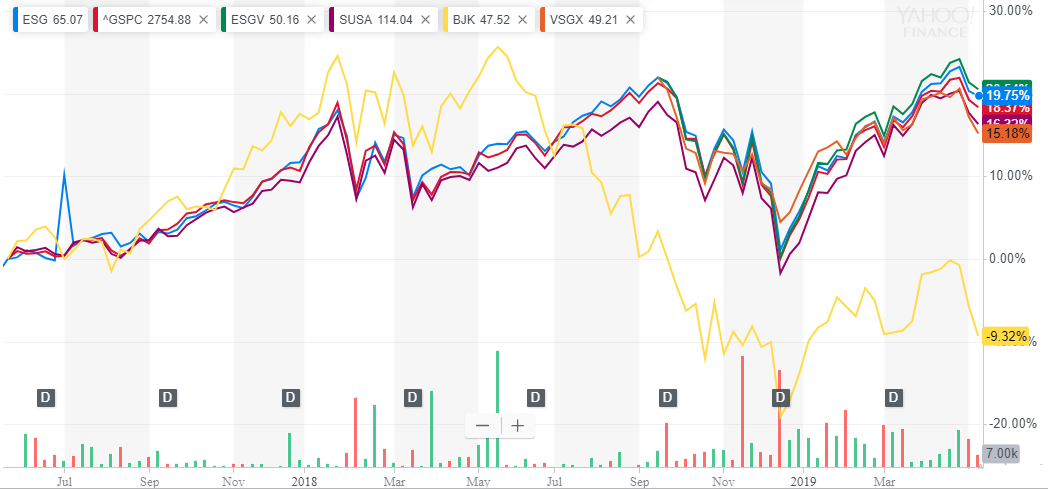 ESG 65.07 ^GSPC 2754.88 ✕ ESGV 50.16 ✕ SUSA 114.04 ✕ BJK 47.52 ✕ VSGX 49.21 ✕
YAHOO!
FINANCE
30.00%
19.75%
18.37%
16.32%
15.18%
10.00%
0.00%
-9.32%
D D D D D D D D
-20.00%
− +
7.00k
Jul Sep Nov 2018 Mar May Jul Sep Nov 2019 Mar